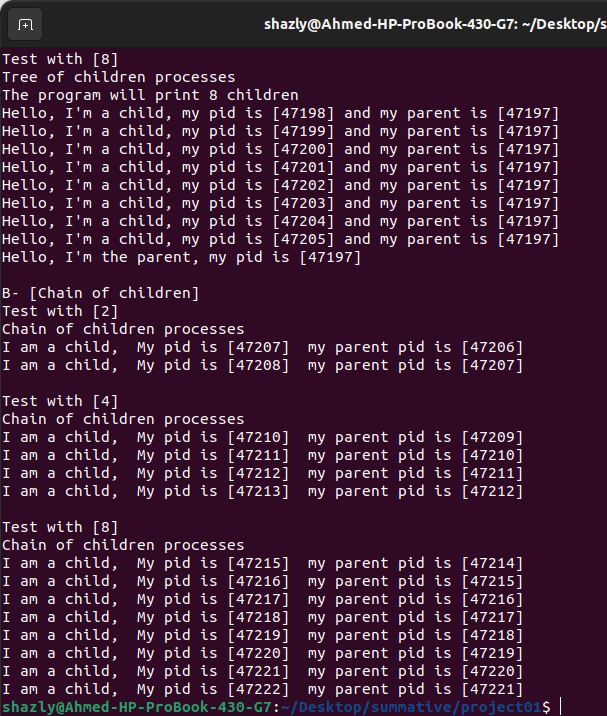 shazly@Ahmed-HP-ProBook-430-G7: ~/Desktop/s
Test with [8]
Tree of children processes
The program will print 8 children
Hello, I'm a child, my pid is [47198] and my parent is [47197]
Hello, I'm a child, my pid is [47199] and my parent is [47197]
Hello, I'm a child, my pid is [47200] and my parent is [47197]
Hello, I'm a child, my pid is [47201] and my parent is [47197]
Hello, I'm a child, my pid is [47202] and my parent is [47197]
Hello, I'm a child, my pid is [47203] and my parent is [47197]
Hello, I'm a child, my pid is [47204] and my parent is [47197]
Hello, I'm a child, my pid is [47205] and my parent is [47197]
Hello, I'm the parent, my pid is [47197]
B- [Chain of children]
Test with [2]
Chain of children processes
I am a child,  My pid is [47207]  my parent pid is [47206]
I am a child,  My pid is [47208]  my parent pid is [47207]
Test with [4]
Chain of children processes
I am a child,  My pid is [47210]  my parent pid is [47209]
I am a child,  My pid is [47211]  my parent pid is [47210]
I am a child,  My pid is [47212]  my parent pid is [47211]
I am a child,  My pid is [47213]  my parent pid is [47212]
Test with [8]
Chain of children processes
I am a child,  My pid is [47215]  my parent pid is [47214]
I am a child,  My pid is [47216]  my parent pid is [47215]
I am a child,  My pid is [47217]  my parent pid is [47216]
I am a child,  My pid is [47218]  my parent pid is [47217]
I am a child,  My pid is [47219]  my parent pid is [47218]
I am a child,  My pid is [47220]  my parent pid is [47219]
I am a child,  My pid is [47221]  my parent pid is [47220]
I am a child,  My pid is [47222]  my parent pid is [47221]
shazly@Ahmed-HP-ProBook-430-G7:~/Desktop/summative/project01$